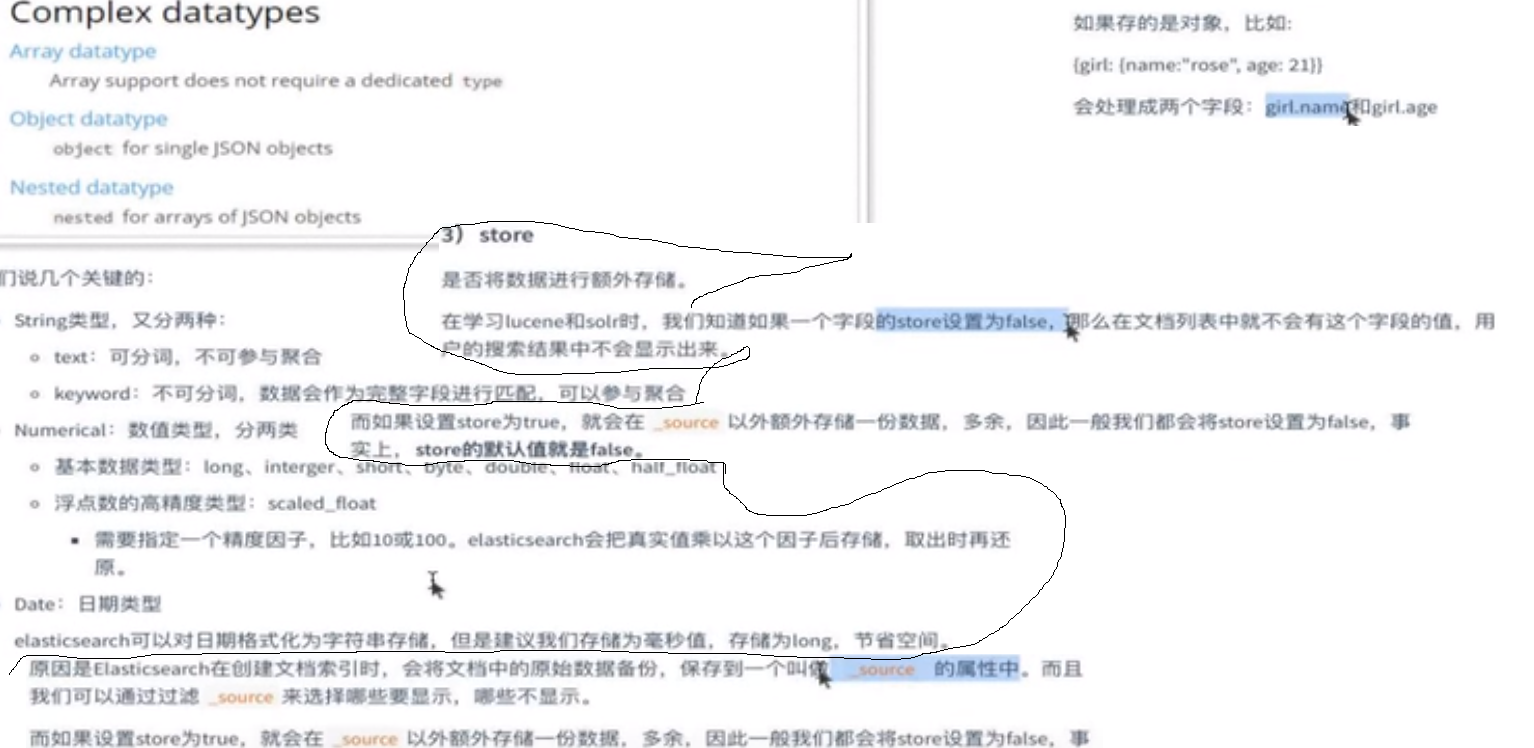 Complex datatypes
Array datatype
Array support does not require a dedicated type
Object datatype
object for single JSON objects
Nested datatype
nested for arrays of JSON objects
如果存的是对象，比如:
{girl: {name:"rose", age: 21}}
会处理成两个字段：girl.name和girl.age
们说几个关键的：
String类型，又分两种：
text：可分词，不可参与聚合
keyword：不可分词，数据会作为完整字段进行匹配，可以参与聚合
Numerical：数值类型，分两类
基本数据类型：long、interger、short、byte、double、float、half_float
浮点数的高精度类型：scaled_float
需要指定一个精度因子，比如10或100。elasticsearch会把真实值乘以这个因子后存储，取出时再还
原。
Date：日期类型
elasticsearch可以对日期格式化为字符串存储，但是建议我们存储为毫秒值，存储为long，节省空间。
3） store
是否将数据进行额外存储。
在学习lucene和solr时，我们知道如果一个字段的store设置为false，那么在文档列表中就不会有这个字段的值，用
户的搜索结果中不会显示出来。
而如果设置store为true，就会在 _source 以外额外存储一份数据，多余，因此一般我们都会将store设置为false，事
实上，store的默认值就是false。
原因是Elasticsearch在创建文档索引时，会将文档中的原始数据备份，保存到一个叫做 _source 的属性中。而且
我们可以通过过滤 _source 来选择哪些要显示，哪些不显示。
而如果设置store为true，就会在 _source 以外额外存储一份数据，多余，因此一般我们都会将store设置为false，事